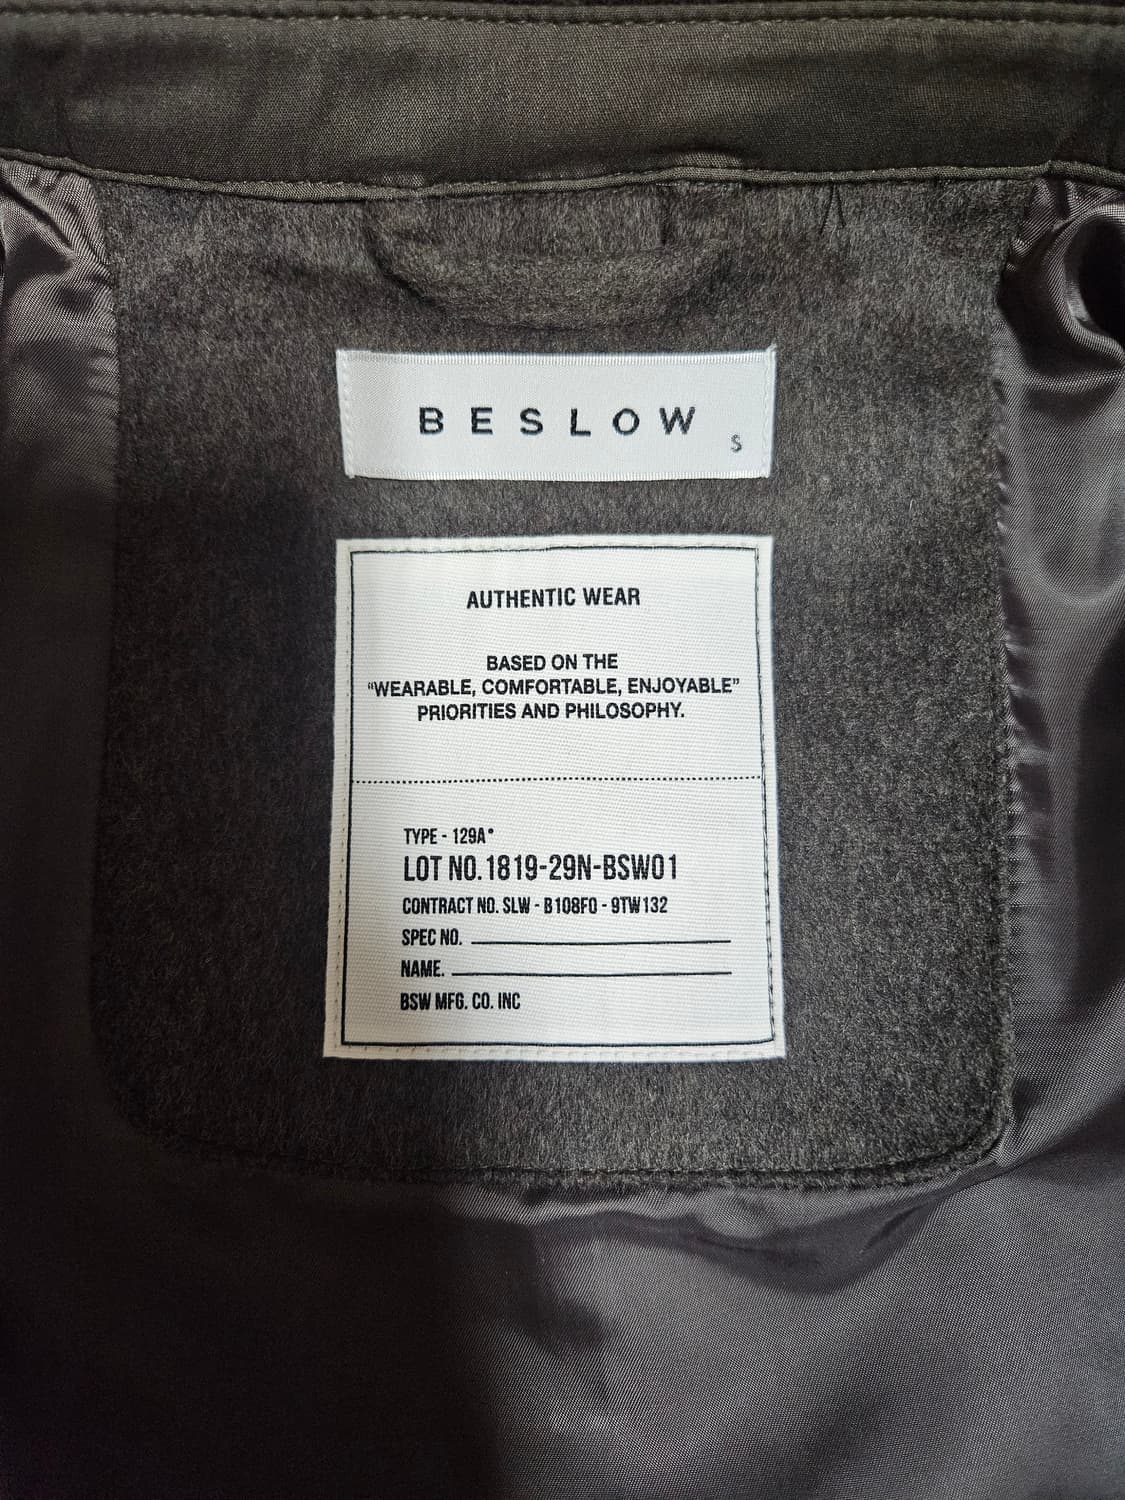 BESLOW
S
AUTHENTIC WEAR
BASED ON THE
“WEARABLE, COMFORTABLE, ENJOYABLE”
PRIORITIES AND PHILOSOPHY.
TYPE - 129A*
LOT NO.1819-29N-BSW01
CONTRACT NO. SLW - B108F0 - 9TW132
SPEC NO.
NAME.
BSW MFG. CO. INC